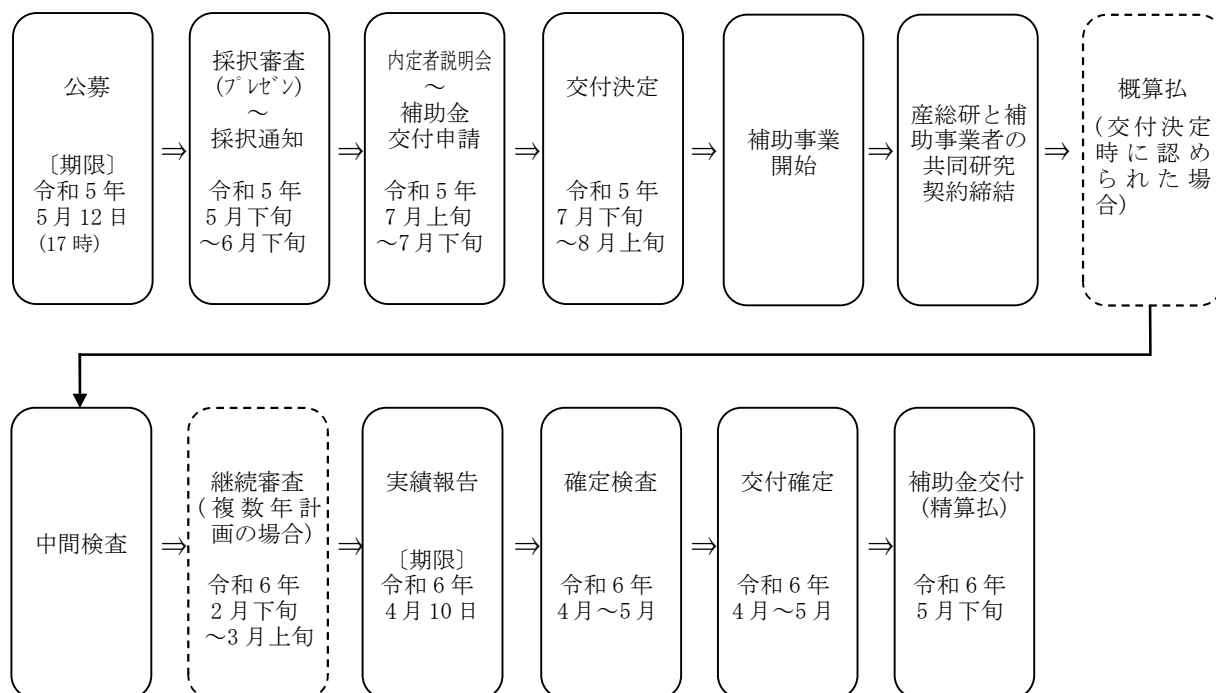 公募
〔期限〕
令和5年
5月12日
(17時)
⇒
採択審査
(ﾌﾟﾚｾﾞﾝ)
～
採択通知
令和5年
5月下旬
～6月下旬
⇒
内定者説明会
～
補助金
交付申請
令和5年
7月上旬
～7月下旬
⇒
交付決定
令和5年
7月下旬
～8月上旬
⇒
補助事業
開始
⇒
産総研と補
助事業者の
共同研究
契約締結
⇒
概算払
(交付決定
時に認め
られた場
合)
中間検査
⇒
継続審査
(複数年計
画の場合)
令和6年
2月下旬
～3月上旬
⇒
実績報告
〔期限〕
令和6年
4月10日
⇒
確定検査
令和6年
4月～5月
⇒
交付確定
令和6年
4月～5月
⇒
補助金交付
(精算払)
令和6年
5月下旬